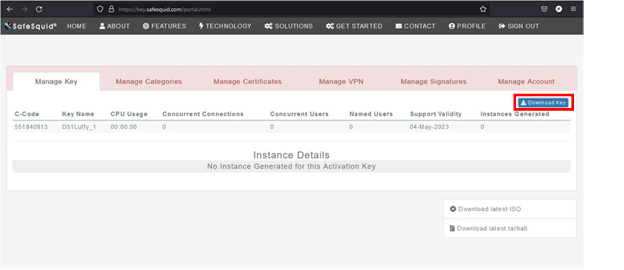 https://key.safesquid.com/portal.html
SafeSquid® HOME ABOUT FEATURES TECHNOLOGY SOLUTIONS GET STARTED CONTACT PROFILE SIGN OUT
Manage Key Manage Categories Manage Certificates Manage VPN Manage Signatures Manage Account
Download Key
C-Code Key Name CPU Usage Concurrent Connections Concurrent Users Named Users Support Validity Instances Generated
551840913 D51Luffy_1 00:00:00 0 0 0 04-May-2023 0
Instance Details
No Instance Generated for this Activation Key
Download latest ISO
Download latest tarball